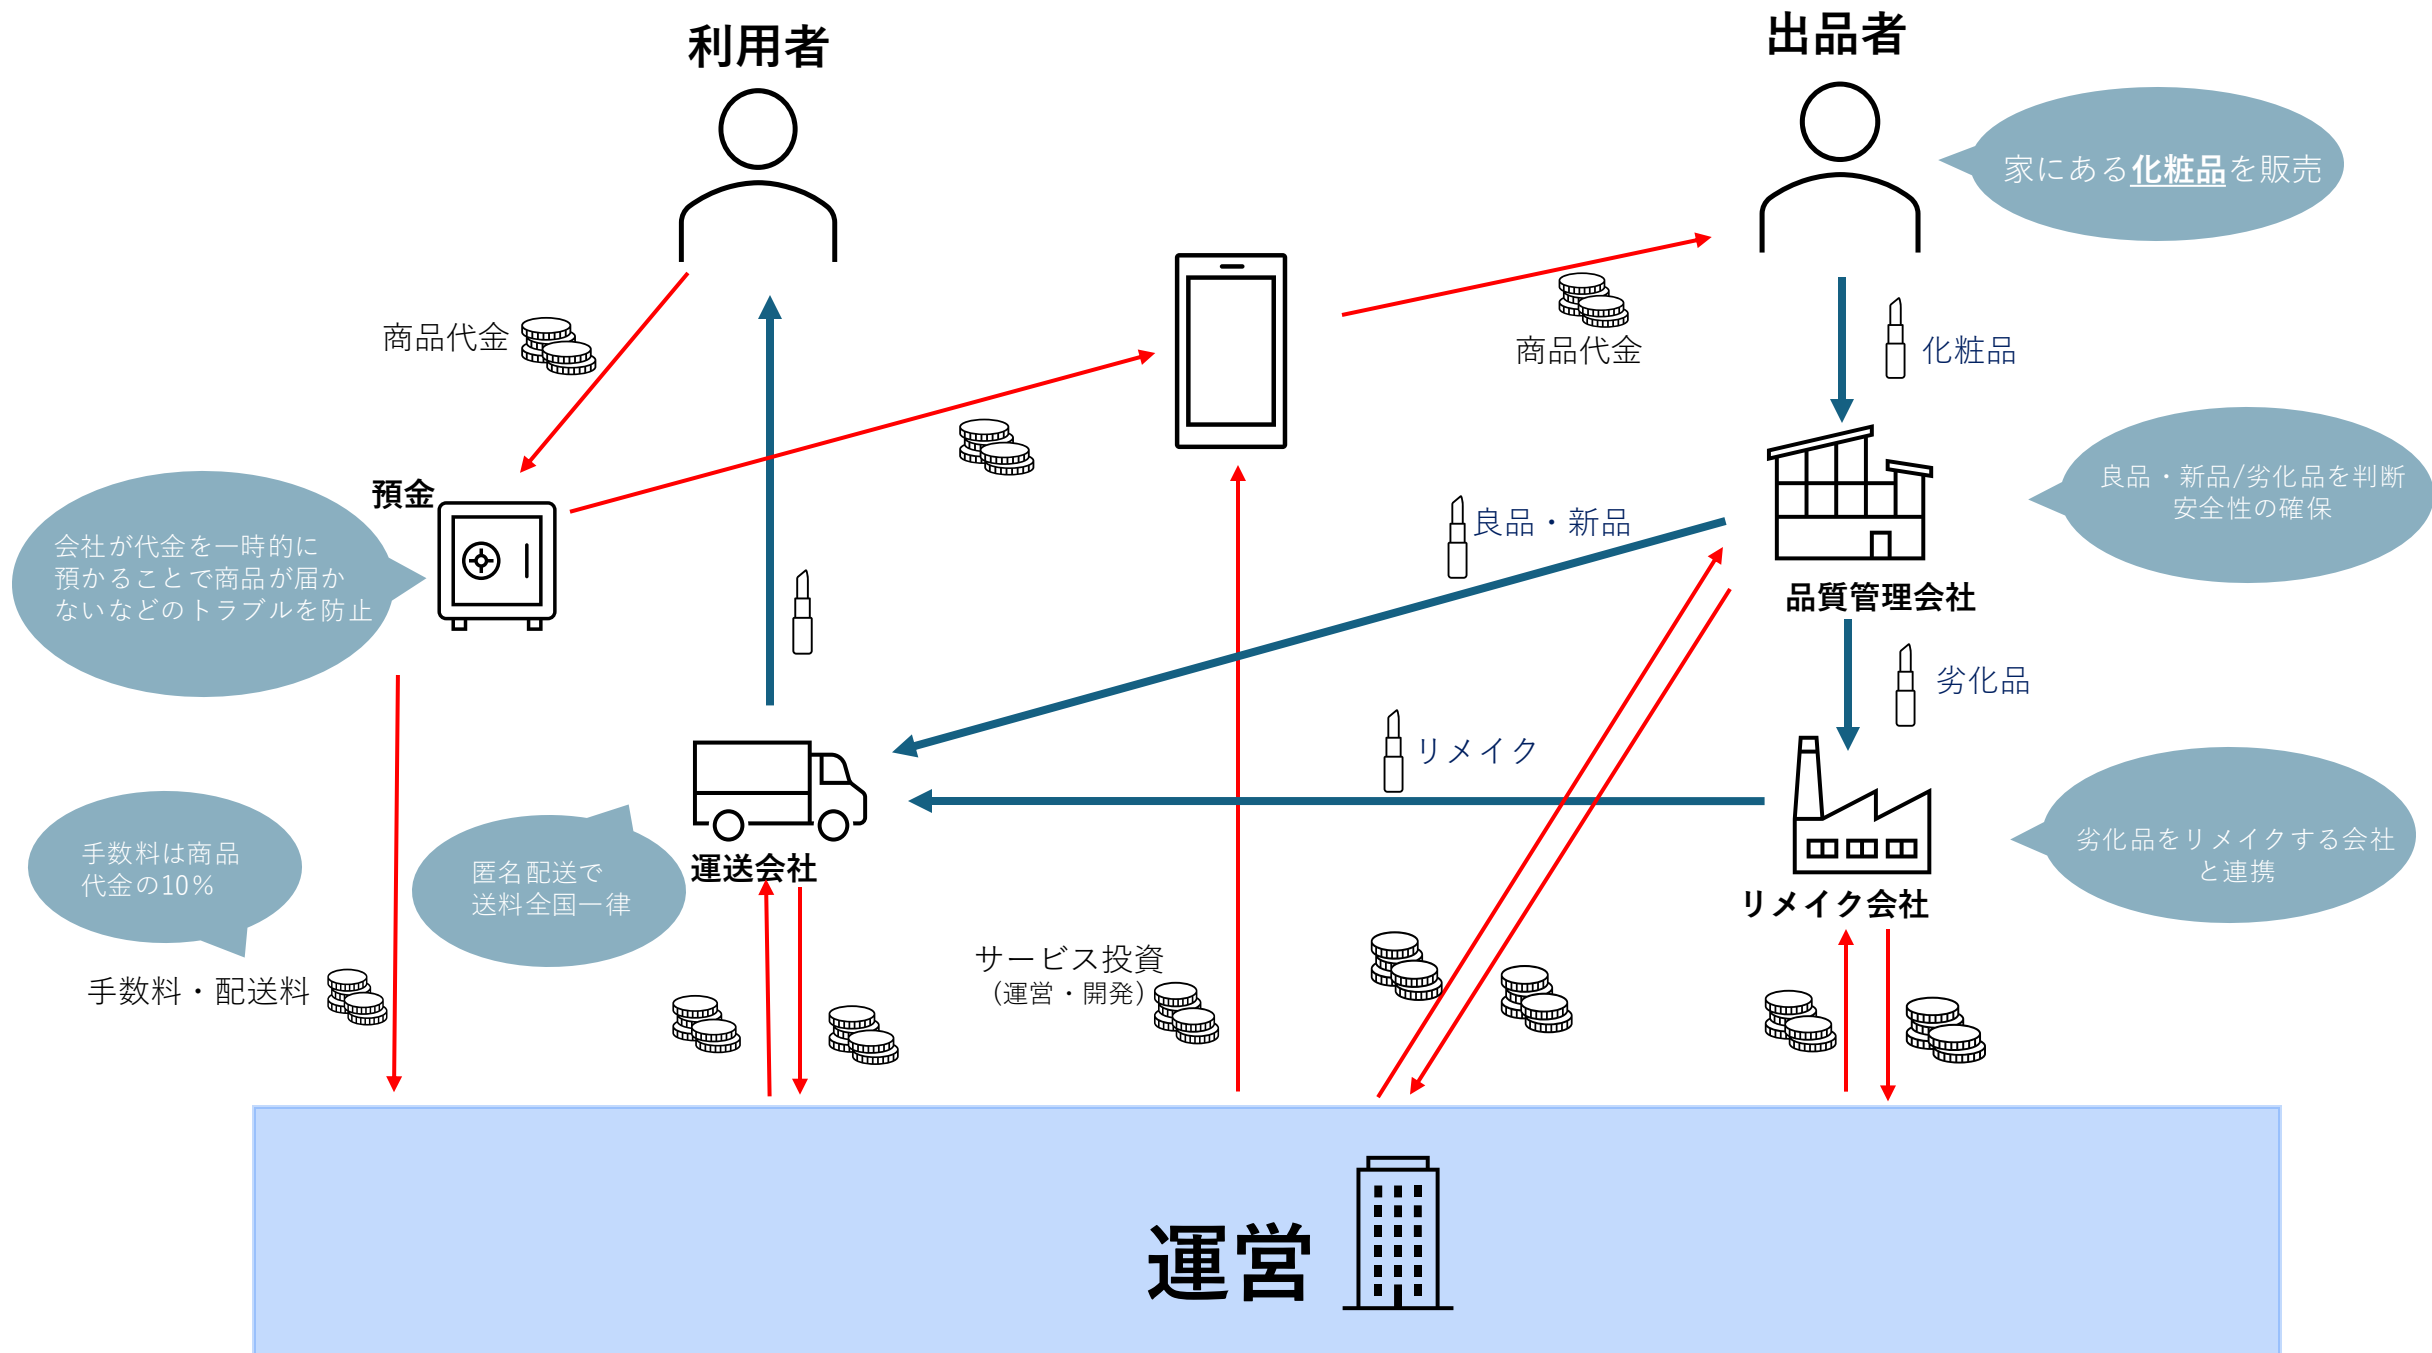 利用者
出品者
家にある化粧品を販売
商品代金
商品代金
化粧品
預金
会社が代金を一時的に
預かることで商品が届か
ないなどのトラブルを防止
良品・新品
良品・新品/劣化品を判断
安全性の確保
品質管理会社
劣化品
リメイク
手数料は商品
代金の10%
匿名配送で
送料全国一律
運送会社
劣化品をリメイクする会社
と連携
リメイク会社
手数料・配送料
サービス投資
（運営・開発）
運営